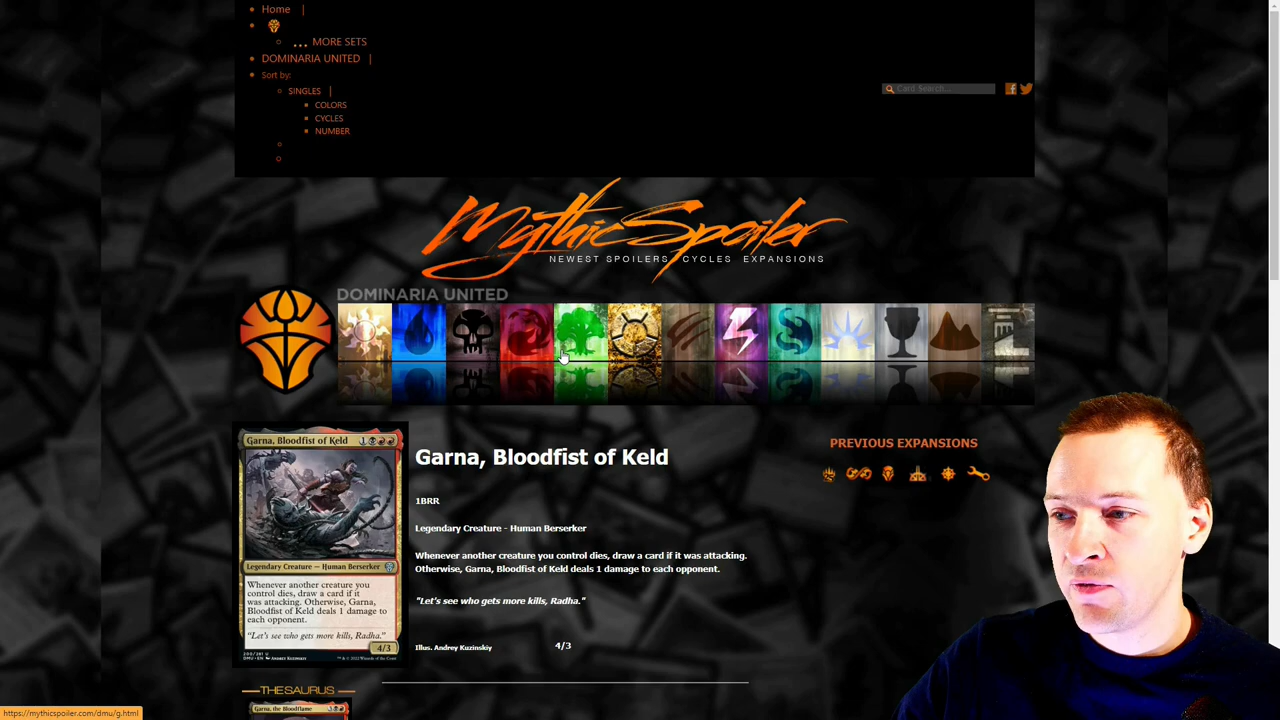 Home |
... MORE SETS
DOMINARIA UNITED |
Sort by:
SINGLES |
COLORS
CYCLES
NUMBER
Card Search...
MythicSpoiler
NEWEST SPOILERS CYCLES EXPANSIONS
DOMINARIA UNITED
Garna, Bloodfist of Keld
Legendary Creature — Human Berserker
Whenever another creature you
control dies, draw a card if it
was attacking. Otherwise, Garna,
Bloodfist of Keld deals 1 damage to
each opponent.
"Let's see who gets more kills, Radha."
4/3
Garna, Bloodfist of Keld
1BRR
Legendary Creature - Human Berserker
Whenever another creature you control dies, draw a card if it was attacking.
Otherwise, Garna, Bloodfist of Keld deals 1 damage to each opponent.
"Let's see who gets more kills, Radha."
Illus. Andrey Kuzinskiy 4/3
PREVIOUS EXPANSIONS
THESAURUS
Garna, the Bloodflame
https://mythicspoiler.com/dmu/g.html